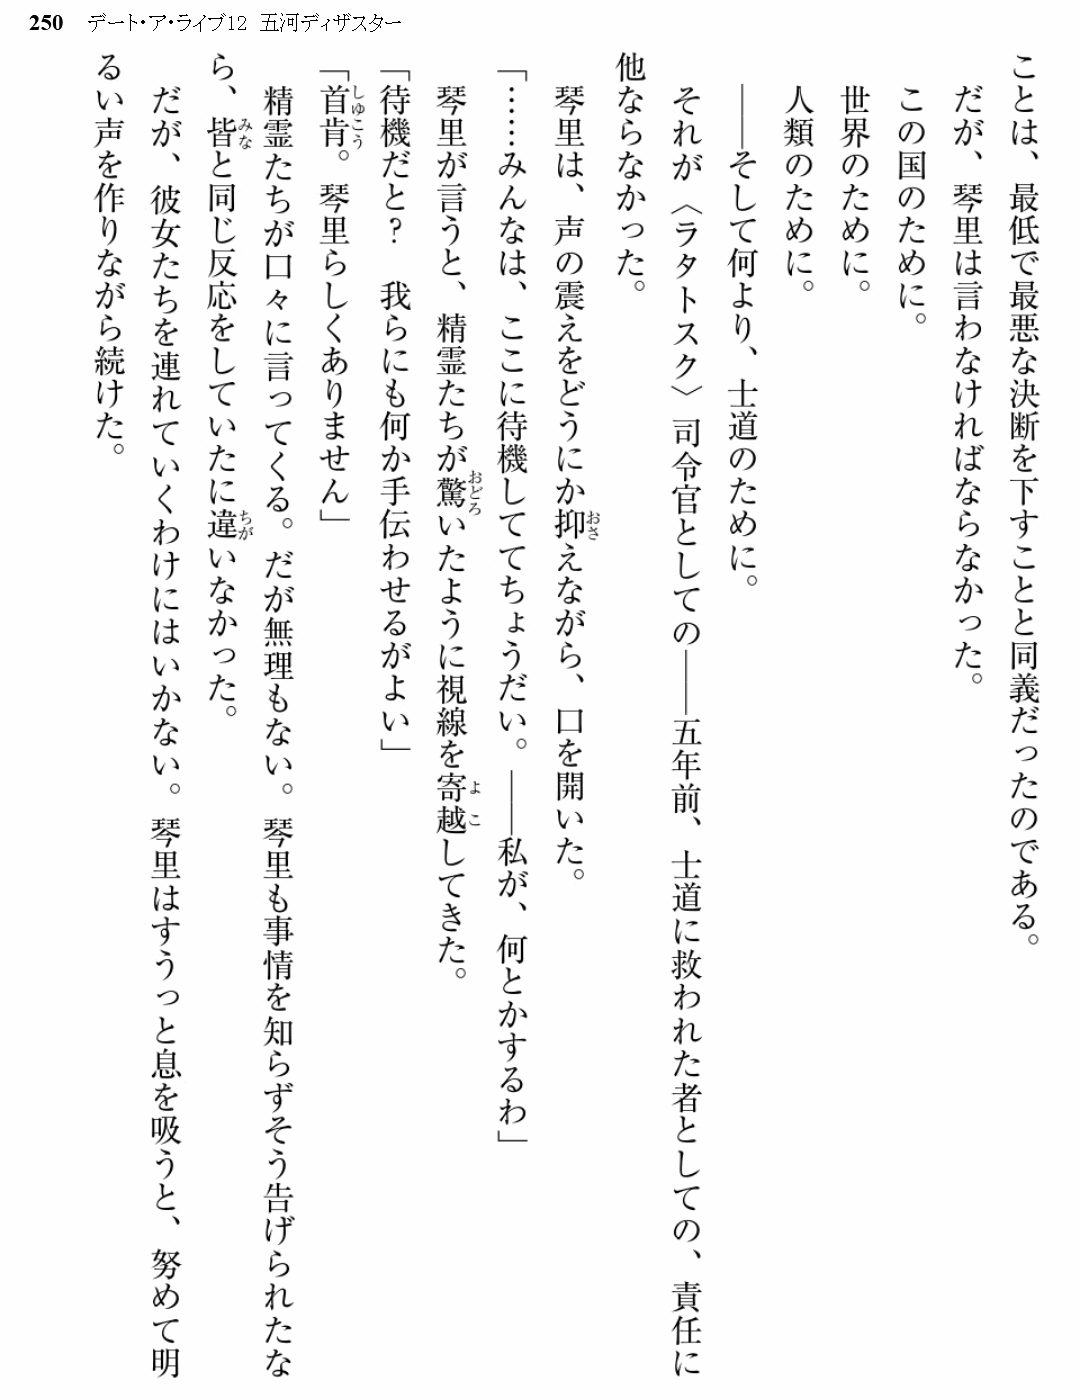 250 デート・ア・ライブ12 五河ディザスター
ことは、最低で最悪な決断を下すことと同義だったのである。
だが、琴里は言わなければならなかった。
この国のために。
世界のために。
人類のために。
――そして何より、士道のために。
それが〈ラタトスク〉司令官としての――五年前、士道に救われた者としての、責任に
他ならなかった。
琴里は、声の震えをどうにか抑えながら、口を開いた。
「……みんなは、ここに待機しててちょうだい。――私が、何とかするわ」
琴里が言うと、精霊たちが驚いたように視線を寄越してきた。
「待機だと？　我らにも何か手伝わせるがよい」
「首肯。琴里らしくありません」
精霊たちが口々に言ってくる。だが無理もない。琴里も事情を知らずそう告げられたな
ら、皆と同じ反応をしていたに違いなかった。
だが、彼女たちを連れていくわけにはいかない。琴里はすうっと息を吸うと、努めて明
るい声を作りながら続けた。